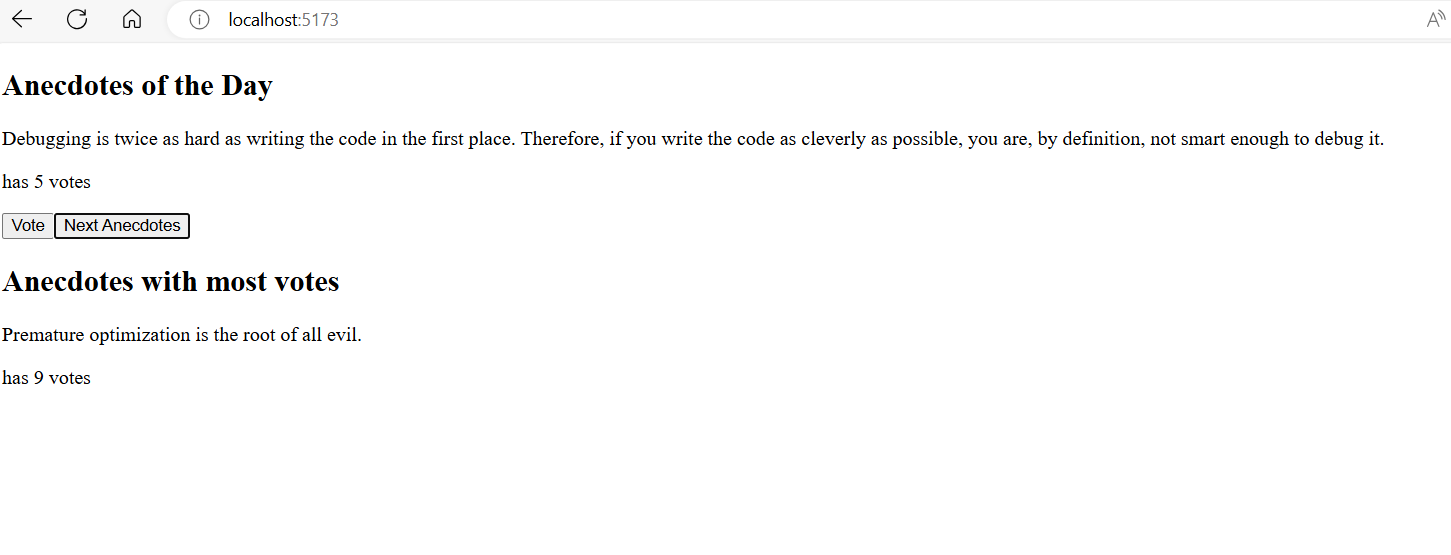 localhost:5173
A
Anecdotes of the Day
Debugging is twice as hard as writing the code in the first place. Therefore, if you write the code as cleverly as possible, you are, by definition, not smart enough to debug it.
has 5 votes
Vote Next Anecdotes
Anecdotes with most votes
Premature optimization is the root of all evil.
has 9 votes